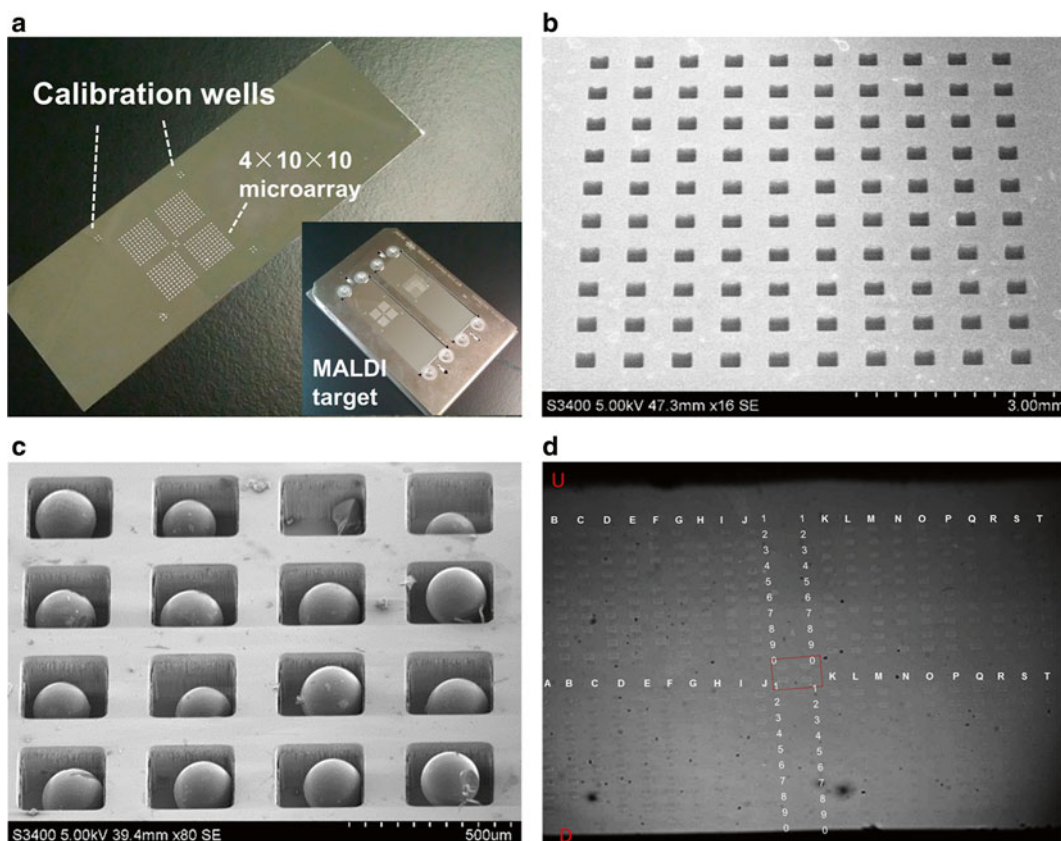 a
Calibration wells
4×10×10
microarray
MALDI
target
b
S3400 5.00kV 47.3mm x16 SE
3.00mm
c
S3400 5.00kV 39.4mm x80 SE
500um
d
U
B C D E F G H I J 1 1 K L M N O P Q R S T
2 2
3 3
4 4
5 5
6 6
7 7
8 8
9 9
0 0
A B C D E F G H I J K L M N O P Q R S T
1 1
2 2
3 3
4 4
5 5
6 6
7 7
8 8
9 9
0 0
D